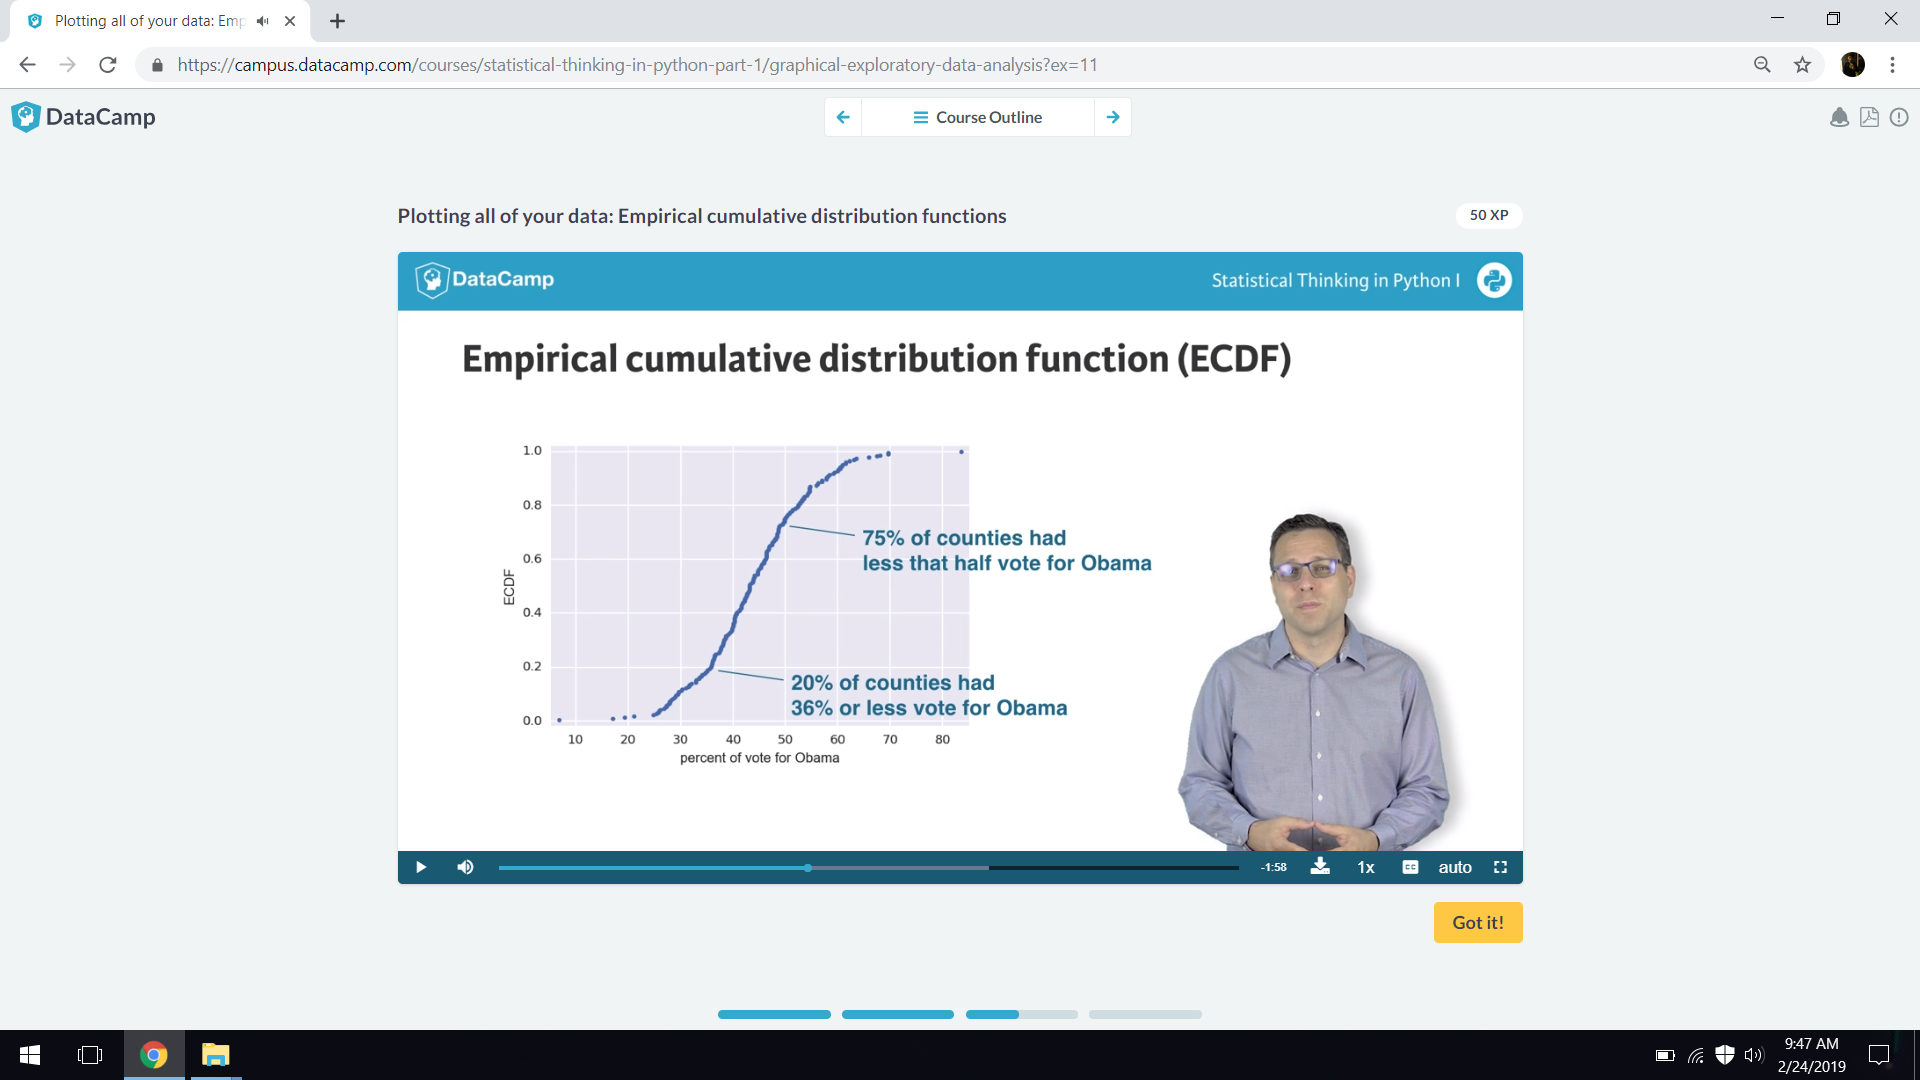 Plotting all of your data: Emp
https://campus.datacamp.com/courses/statistical-thinking-in-python-part-1/graphical-exploratory-data-analysis?ex=11
DataCamp
Course Outline
Plotting all of your data: Empirical cumulative distribution functions
50 XP
DataCamp
Statistical Thinking in Python I
Empirical cumulative distribution function (ECDF)
1.0
0.8
0.6
0.4
0.2
0.0
ECDF
75% of counties had
less that half vote for Obama
20% of counties had
36% or less vote for Obama
10 20 30 40 50 60 70 80
percent of vote for Obama
-1:58
1x
CC
auto
Got it!
9:47 AM
2/24/2019